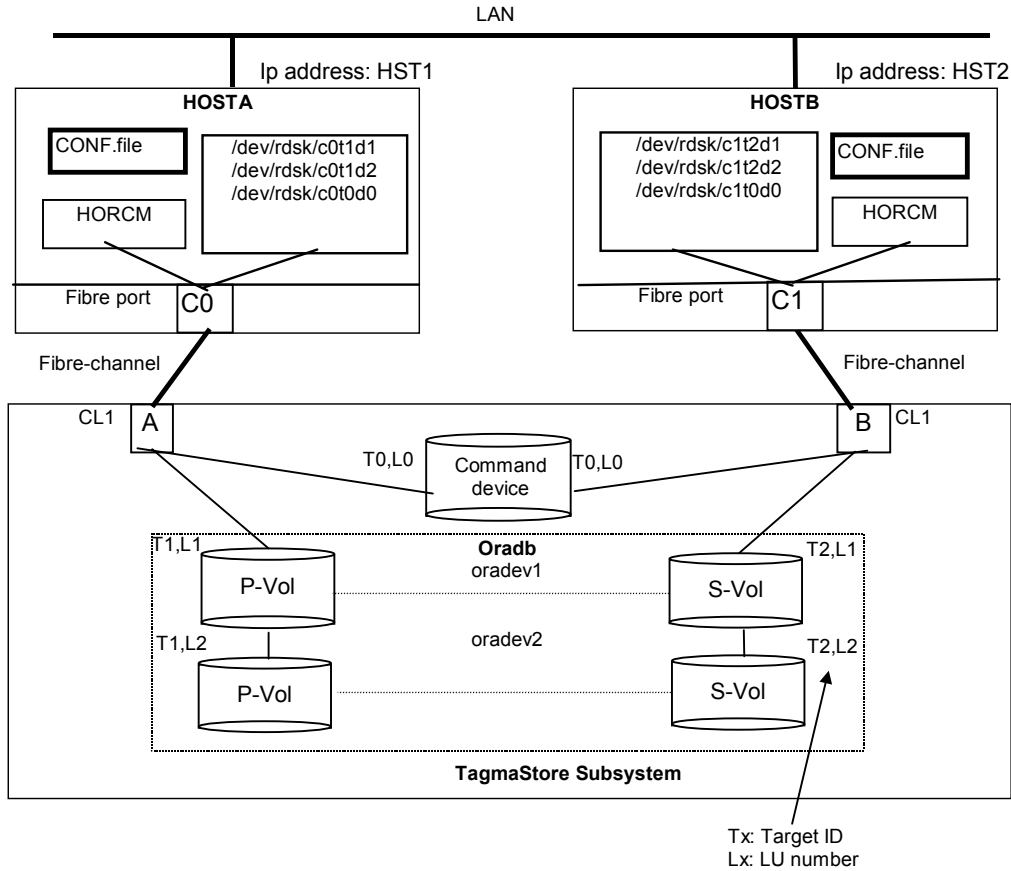 LAN
Ip address: HST1
Ip address: HST2
HOSTA
CONF.file
/dev/rdsk/c0t1d1
/dev/rdsk/c0t1d2
/dev/rdsk/c0t0d0
HORCM
Fibre port
C0
HOSTB
/dev/rdsk/c1t2d1
/dev/rdsk/c1t2d2
/dev/rdsk/c1t0d0
CONF.file
HORCM
Fibre port
C1
Fibre-channel
Fibre-channel
CL1
A
B
CL1
T0,L0
Command
device
T0,L0
T1,L1
Oradb
oradev1
T2,L1
P-Vol
S-Vol
T1,L2
oradev2
T2,L2
P-Vol
S-Vol
TagmaStore Subsystem
Tx: Target ID
Lx: LU number